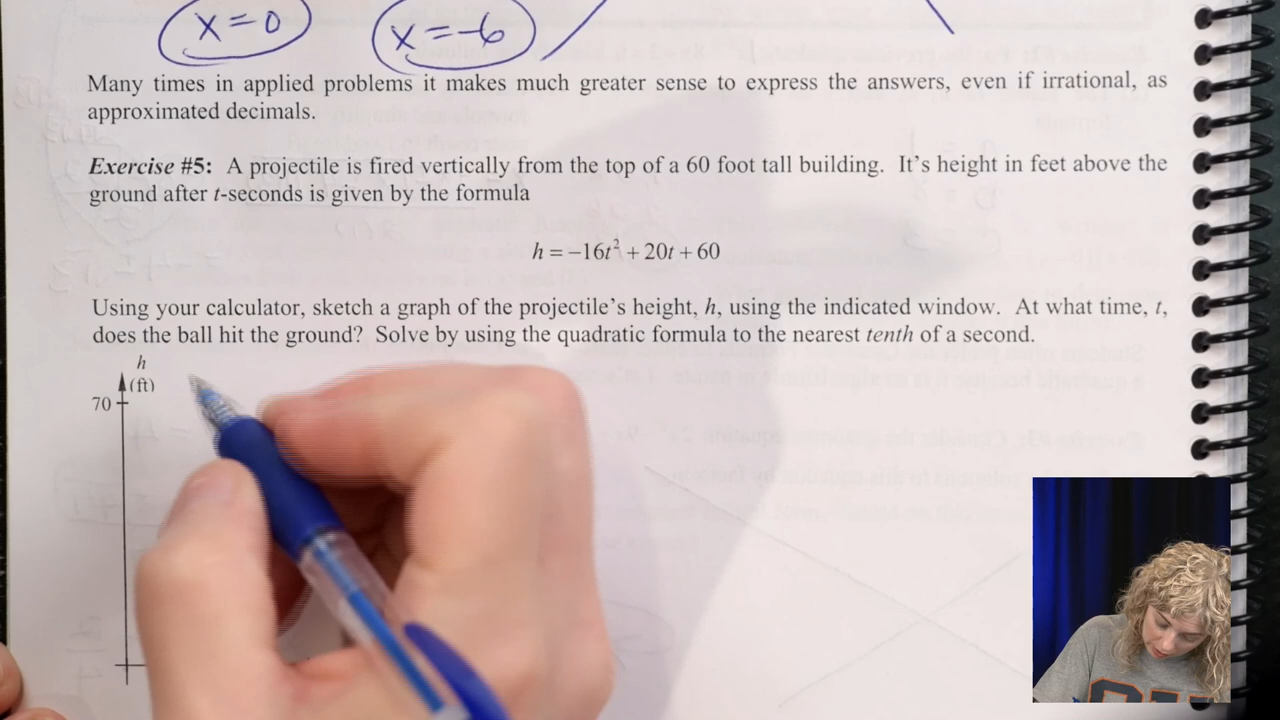 x=0 x=-6
Many times in applied problems it makes much greater sense to express the answers, even if irrational, as
approximated decimals.
Exercise #5: A projectile is fired vertically from the top of a 60 foot tall building. It's height in feet above the
ground after t-seconds is given by the formula
h = −16t² + 20t + 60
Using your calculator, sketch a graph of the projectile's height, h, using the indicated window. At what time, t,
does the ball hit the ground? Solve by using the quadratic formula to the nearest tenth of a second.
h
(ft)
70